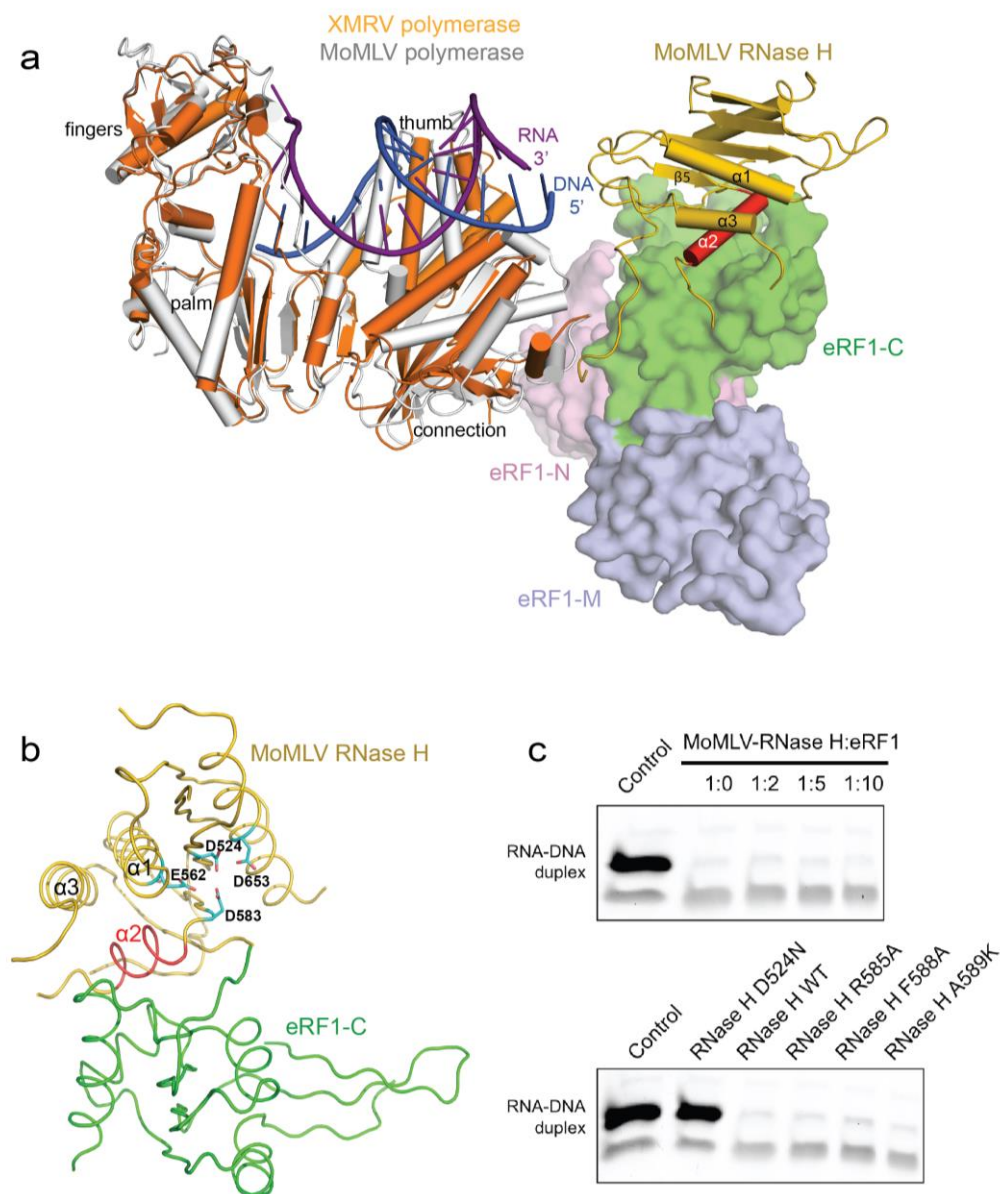 a
XMRV polymerase
MoMLV polymerase
MoMLV RNase H
fingers
thumb
RNA
3’
DNA
5’
β5
α1
α3
α2
palm
eRF1-C
connection
eRF1-N
eRF1-M
b
MoMLV RNase H
D524
α1
E562
α3
D653
D583
α2
eRF1-C
c
Control
MoMLV-RNase H:eRF1
1:0 1:2 1:5 1:10
RNA-DNA
duplex
Control
RNase H D524N
RNase H WT
RNase H R585A
RNase H F588A
RNase H A589K
RNA-DNA
duplex